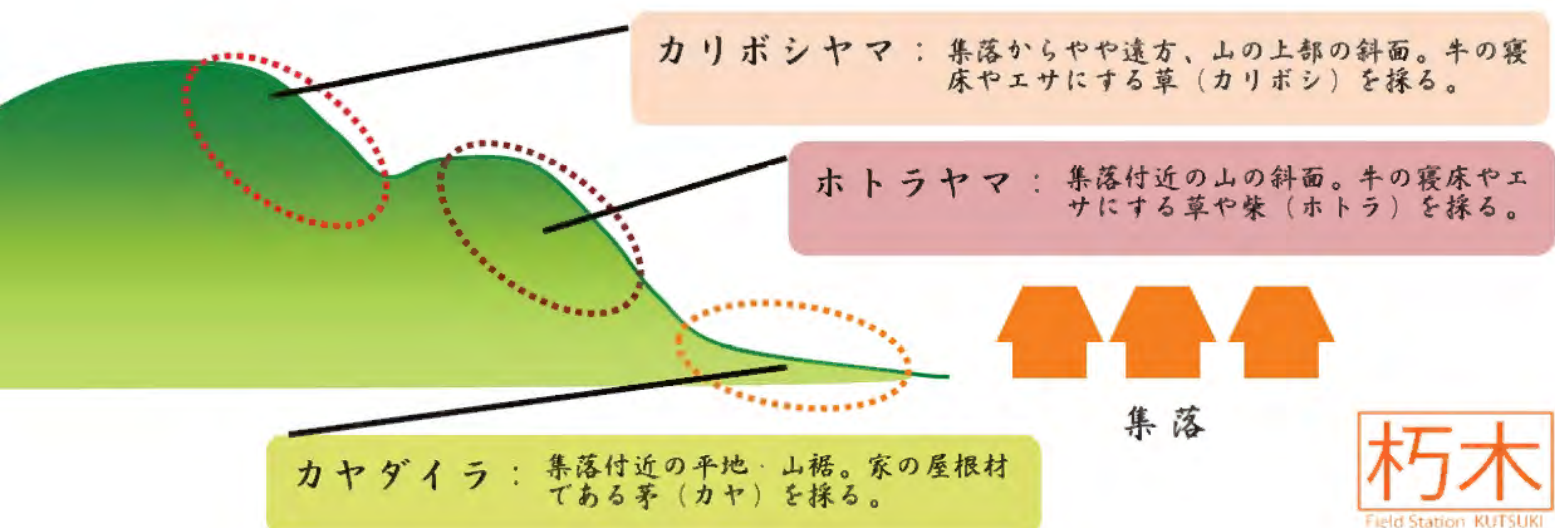 カリボシヤマ： 集落からやや遠方、山の上部の斜面。牛の寝
床やエサにする草（カリボシ）を採る。
ホトラヤマ： 集落付近の山の斜面。牛の寝床やエ
サにする草や柴（ホトラ）を採る。
集落
カヤダイラ： 集落付近の平地・山裾。家の屋根材
である茅（カヤ）を採る。
朽木
Field Station KUTSUKI